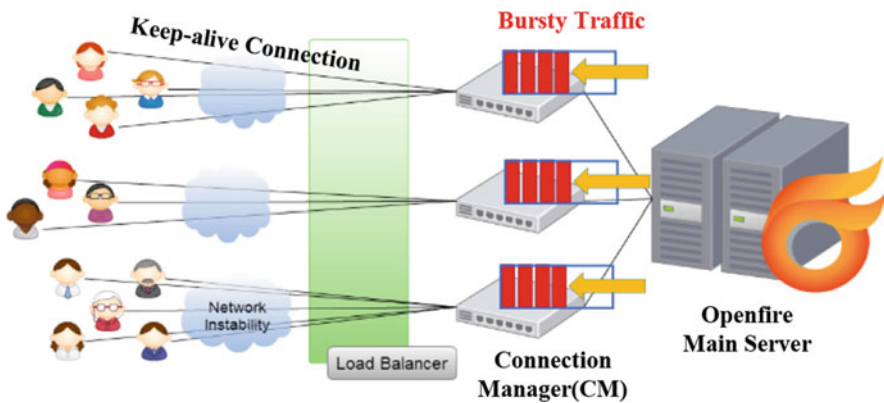 Keep-alive Connection
Bursty Traffic
Network
Instability
Load Balancer
Connection
Manager(CM)
Openfire
Main Server